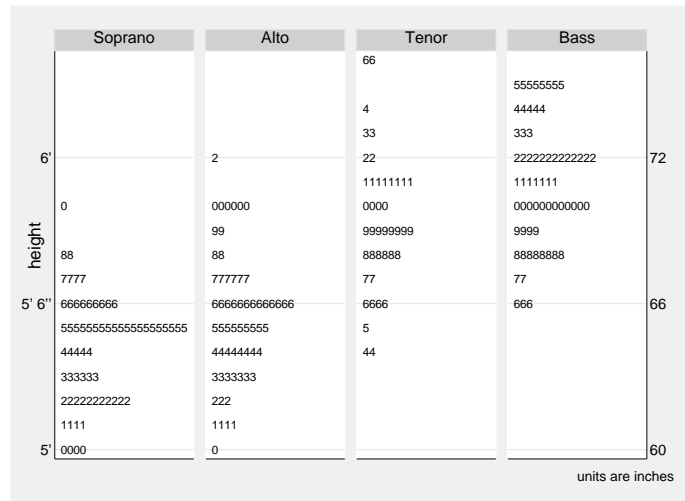 Soprano Alto Tenor Bass
66
55555555
4 44444
33 333
6' 2 22 2222222222222 72
11111111 1111111
0 000000 0000 000000000000
99 99999999 9999
height
88 88 888888 88888888
7777 777777 77 77
5' 6'' 666666666 6666666666666 6666 666 66
55555555555555555555 555555555 5
44444 44444444 44
333333 3333333
22222222222 222
1111 1111
5' 0000 0 60
units are inches